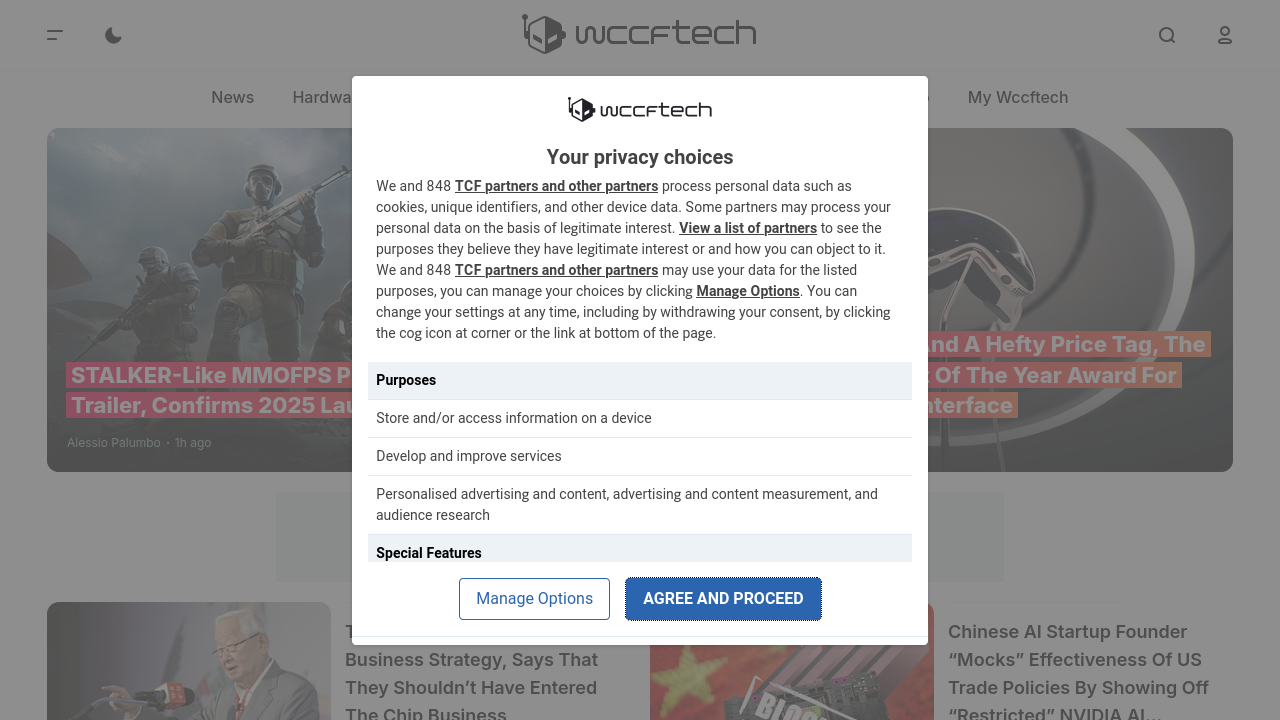 wccftech
News
Hardwa
My Wccftech
wccftech
Your privacy choices
We and 848 TCF partners and other partners process personal data such as
cookies, unique identifiers, and other device data. Some partners may process your
personal data on the basis of legitimate interest. View a list of partners to see the
purposes they believe they have legitimate interest or and how you can object to it.
We and 848 TCF partners and other partners may use your data for the listed
purposes, you can manage your choices by clicking Manage Options. You can
change your settings at any time, including by withdrawing your consent, by clicking
the cog icon at corner or the link at bottom of the page.
Purposes
Store and/or access information on a device
Develop and improve services
Personalised advertising and content, advertising and content measurement, and
audience research
Special Features
Manage Options
AGREE AND PROCEED
STALKER-Like MMOFPS P
Trailer, Confirms 2025 Lau
Alessio Palumbo • 1h ago
And A Hefty Price Tag, The
Of The Year Award For
nterface
Business Strategy, Says That
They Shouldn't Have Entered
The Chip Business
Chinese AI Startup Founder
“Mocks” Effectiveness Of US
Trade Policies By Showing Off
“Restricted” NVIDIA AI...